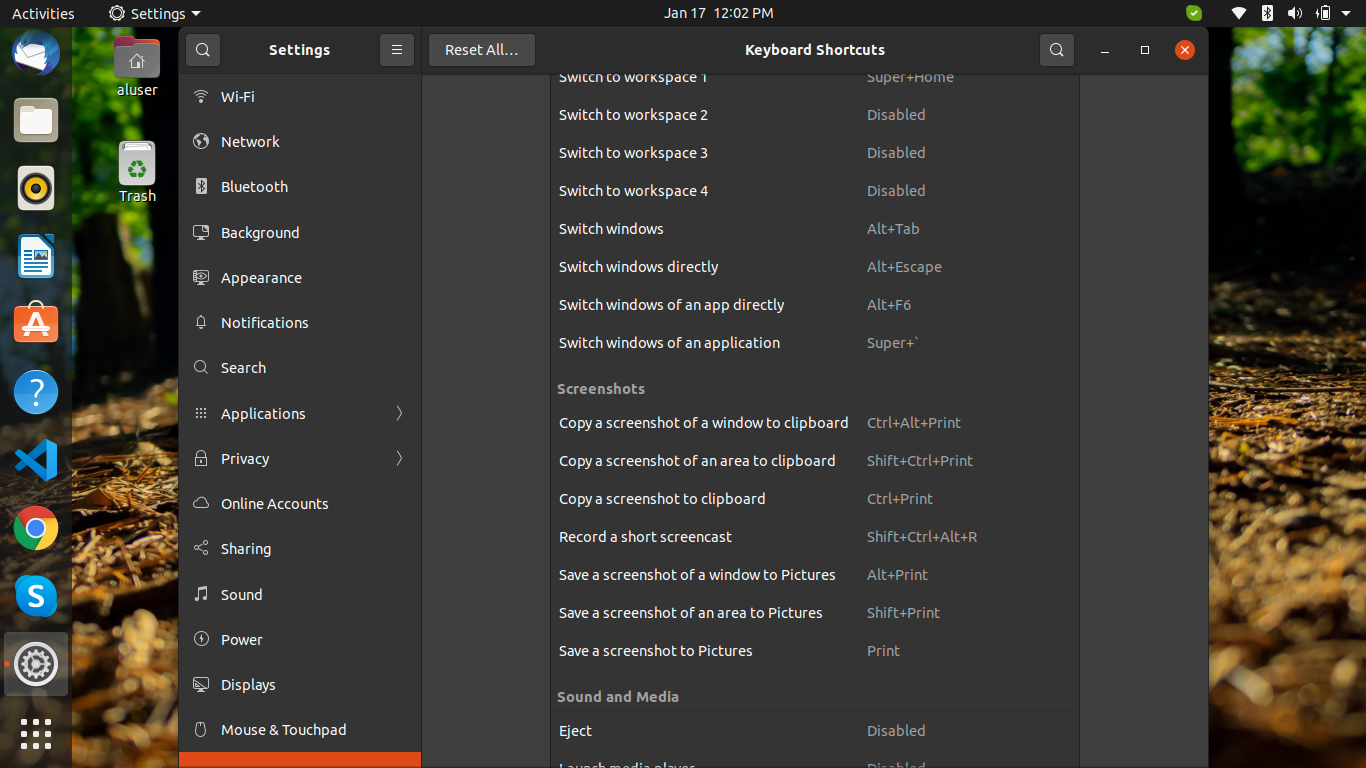 Activities
Settings
Jan 17 12:02 PM
aluser
Trash
Settings
Wi-Fi
Network
Bluetooth
Background
Appearance
Notifications
Search
Applications
Privacy
Online Accounts
Sharing
Sound
Power
Displays
Mouse & Touchpad
Reset All…
Keyboard Shortcuts
Switch to workspace 1 Super+Home
Switch to workspace 2 Disabled
Switch to workspace 3 Disabled
Switch to workspace 4 Disabled
Switch windows Alt+Tab
Switch windows directly Alt+Escape
Switch windows of an app directly Alt+F6
Switch windows of an application Super+`
Screenshots
Copy a screenshot of a window to clipboard Ctrl+Alt+Print
Copy a screenshot of an area to clipboard Shift+Ctrl+Print
Copy a screenshot to clipboard Ctrl+Print
Record a short screencast Shift+Ctrl+Alt+R
Save a screenshot of a window to Pictures Alt+Print
Save a screenshot of an area to Pictures Shift+Print
Save a screenshot to Pictures Print
Sound and Media
Eject Disabled
Launch media player Disabled